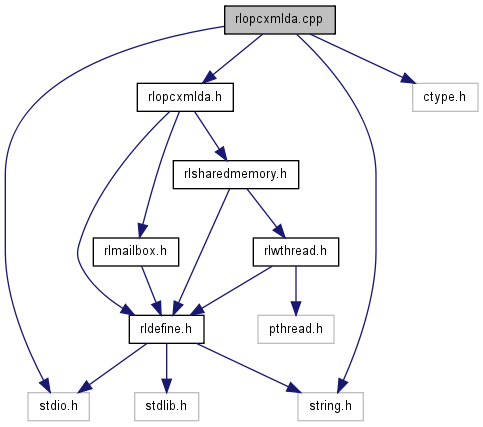 rlopcxmlda.cpp
rlopcxmlda.h
ctype.h
rlsharedmemory.h
rlmailbox.h
rlwthread.h
rldefine.h
pthread.h
stdio.h
stdlib.h
string.h